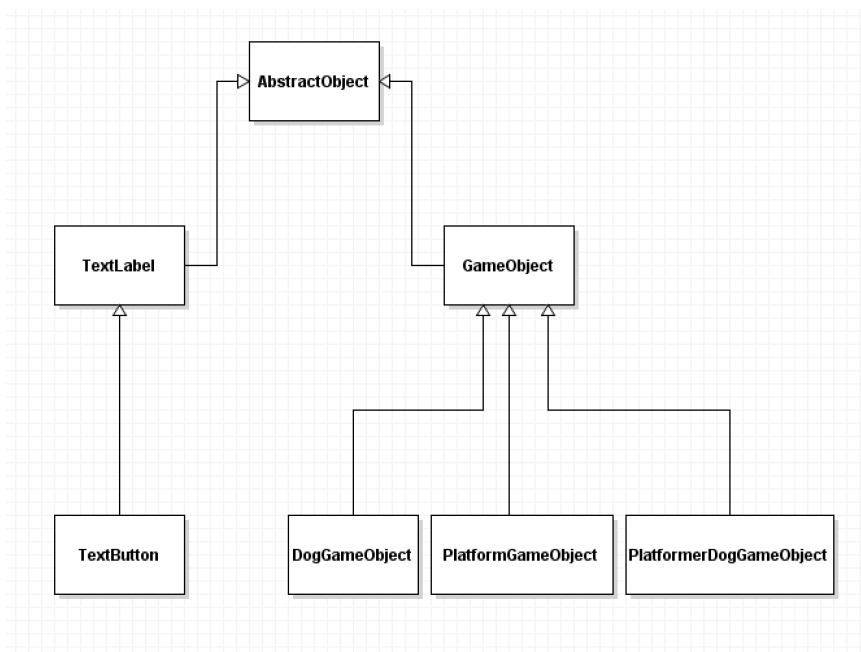 AbstractObject
TextLabel
GameObject
TextButton
DogGameObject
PlatformGameObject
PlatformerDogGameObject